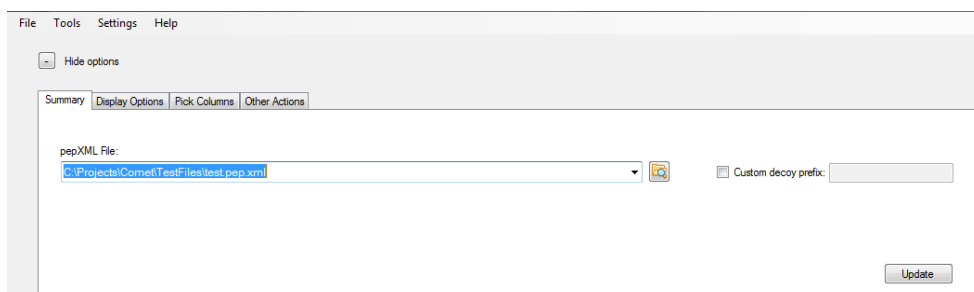 File Tools Settings Help
- Hide options
Summary Display Options Pick Columns Other Actions
pepXML File:
C:\Projects\Comet\TestFiles\test.pep.xml
Custom decoy prefix:
Update